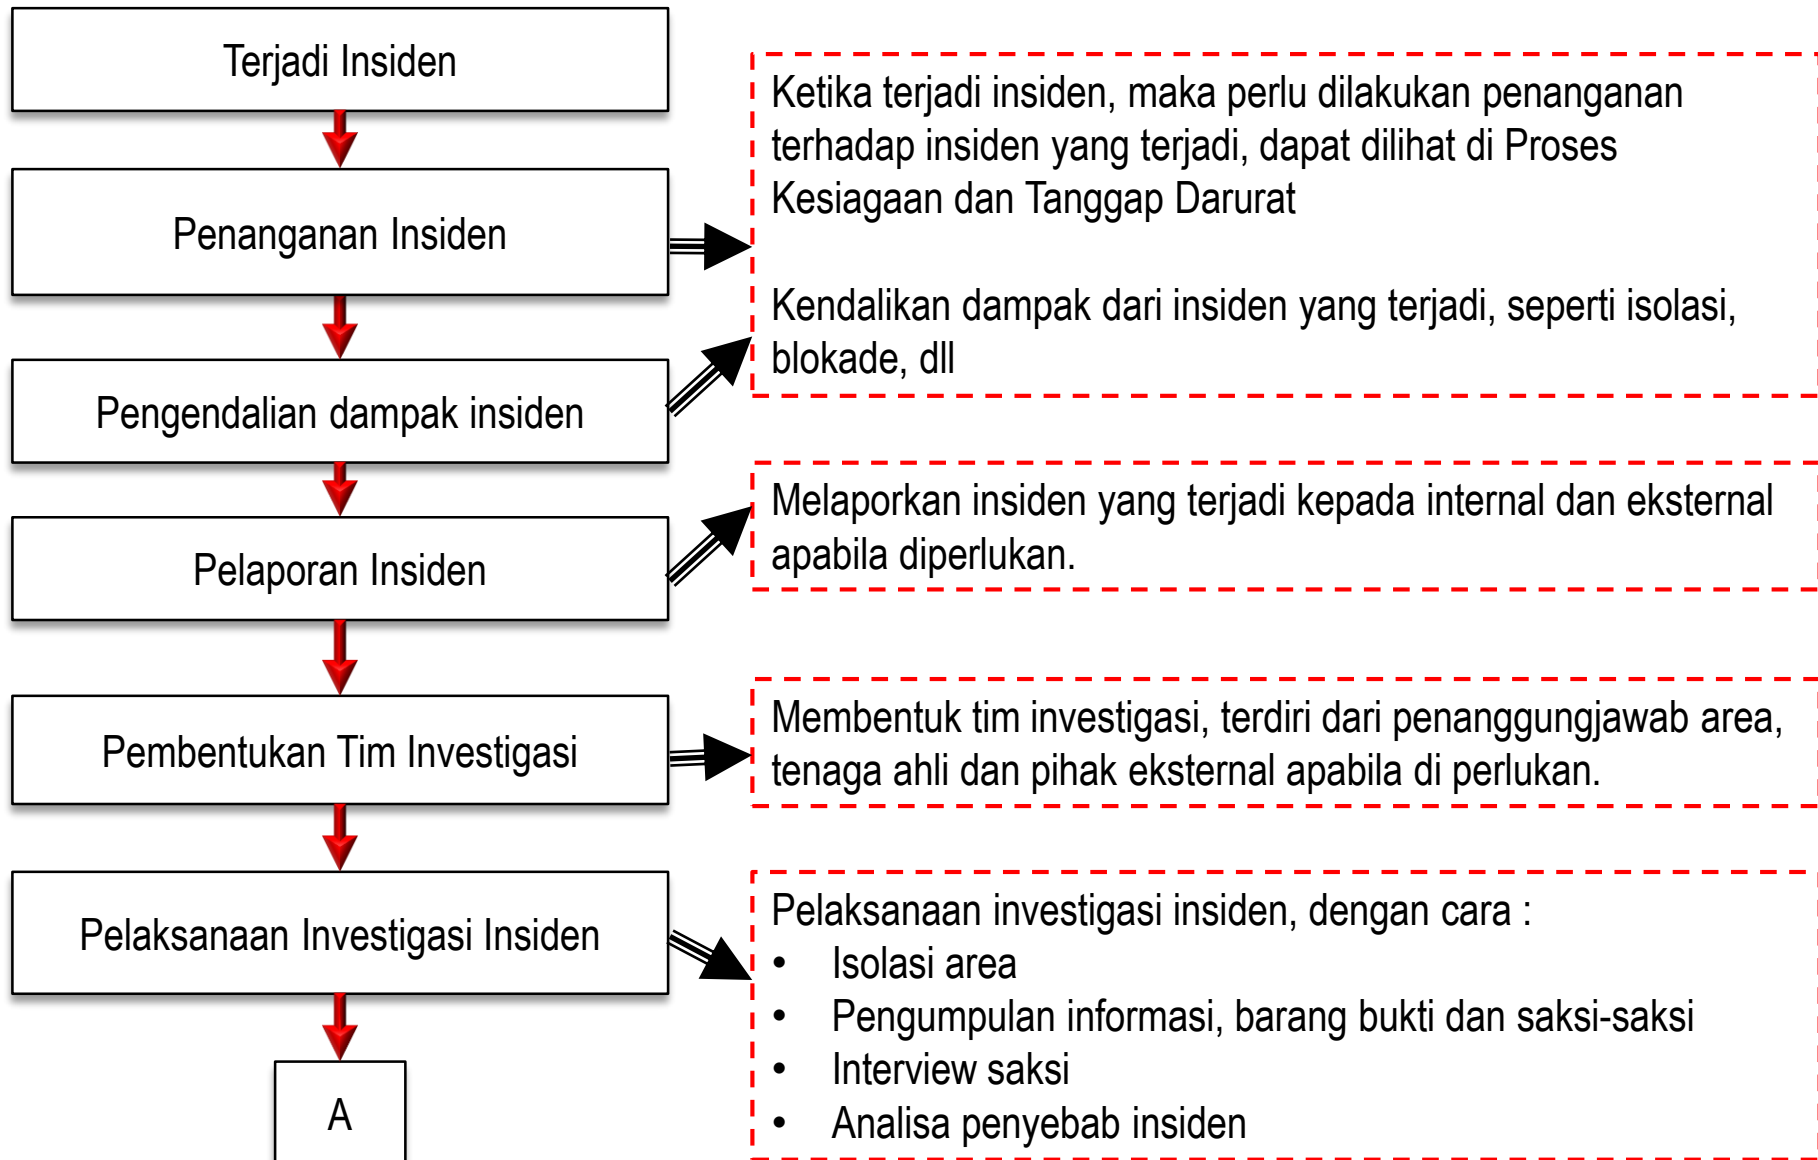 Terjadi Insiden
Penanganan Insiden
Pengendalian dampak insiden
Pelaporan Insiden
Pembentukan Tim Investigasi
Pelaksanaan Investigasi Insiden
A
Ketika terjadi insiden, maka perlu dilakukan penanganan
terhadap insiden yang terjadi, dapat dilihat di Proses
Kesiagaan dan Tanggap Darurat
Kendalikan dampak dari insiden yang terjadi, seperti isolasi,
blokade, dll
Melaporkan insiden yang terjadi kepada internal dan eksternal
apabila diperlukan.
Membentuk tim investigasi, terdiri dari penanggungjawab area,
tenaga ahli dan pihak eksternal apabila di perlukan.
Pelaksanaan investigasi insiden, dengan cara :
• Isolasi area
• Pengumpulan informasi, barang bukti dan saksi-saksi
• Interview saksi
• Analisa penyebab insiden